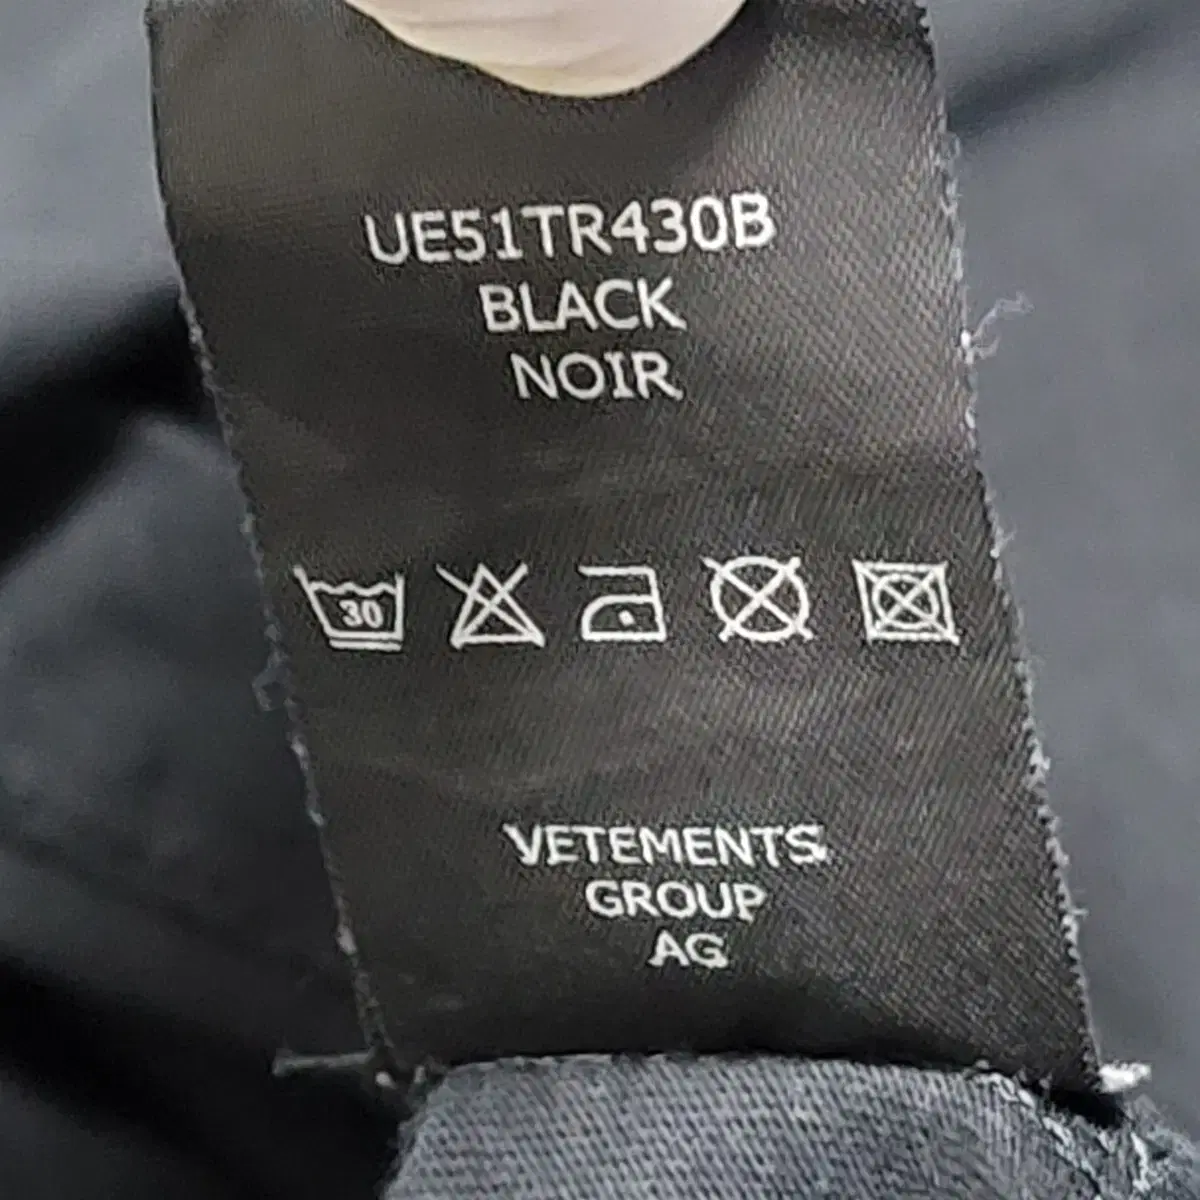 UE51TR430B
BLACK
NOIR
30
VETEMENTS
GROUP
AG